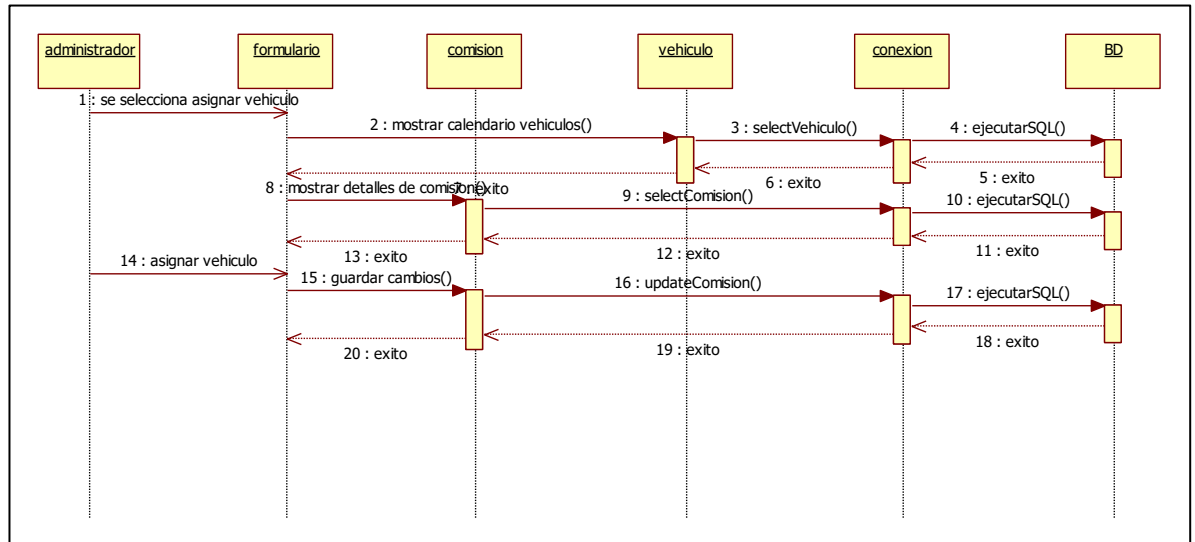 administrador
formulario
comision
vehiculo
conexion
BD
1 : se selecciona asignar vehiculo
2 : mostrar calendario vehiculos()
3 : selectVehiculo()
4 : ejecutarSQL()
5 : exito
6 : exito
7 : exito
8 : mostrar detalles de comision()
9 : selectComision()
10 : ejecutarSQL()
11 : exito
12 : exito
13 : exito
14 : asignar vehiculo
15 : guardar cambios()
16 : updateComision()
17 : ejecutarSQL()
18 : exito
19 : exito
20 : exito